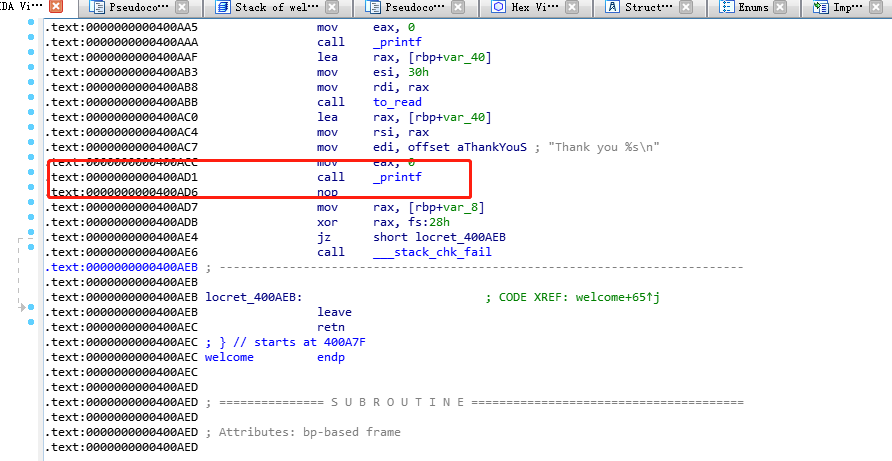 IDA Vi··· Pseudoco··· Stack of wel··· Pseudoco··· Hex Vi··· Struct··· Enums Imp···
.text:0000000000400AA5 mov eax, 0
.text:0000000000400AAA call _printf
.text:0000000000400AAF lea rax, [rbp+var_40]
.text:0000000000400AB3 mov esi, 30h
.text:0000000000400AB8 mov rdi, rax
.text:0000000000400ABB call to_read
.text:0000000000400AC0 lea rax, [rbp+var_40]
.text:0000000000400AC4 mov rsi, rax
.text:0000000000400AC7 mov edi, offset aThankYouS ; "Thank you %s\n"
.text:0000000000400ACC mov eax, 0
.text:0000000000400AD1 call _printf
.text:0000000000400AD6 nop
.text:0000000000400AD7 mov rax, [rbp+var_8]
.text:0000000000400ADB xor rax, fs:28h
.text:0000000000400AE4 jz short locret_400AEB
.text:0000000000400AE6 call ___stack_chk_fail
.text:0000000000400AEB ; ---------------------------------------------------------------------------
.text:0000000000400AEB
.text:0000000000400AEB locret_400AEB: ; CODE XREF: welcome+65↑j
.text:0000000000400AEB leave
.text:0000000000400AEC retn
.text:0000000000400AEC ; } // starts at 400A7F
.text:0000000000400AEC welcome endp
.text:0000000000400AEC
.text:0000000000400AED
.text:0000000000400AED ; =============== S U B R O U T I N E =======================================
.text:0000000000400AED
.text:0000000000400AED ; Attributes: bp-based frame
.text:0000000000400AED